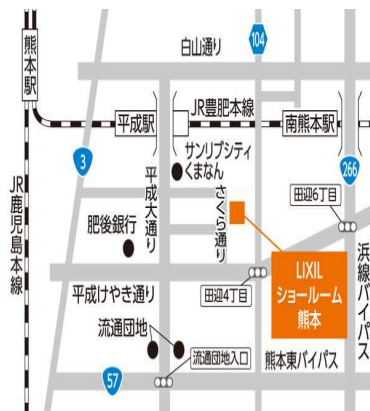 熊本駅
白山通り
104
JR豊肥本線
平成駅
南熊本駅
3
サンリブシティ
くまなん
平成大通り
さくら通り
266
田迎6丁目
JR鹿児島本線
肥後銀行
LIXIL
ショールーム
熊本
浜線バイパス
平成けやき通り
田迎4丁目
流通団地
流通団地入口
熊本東バイパス
57